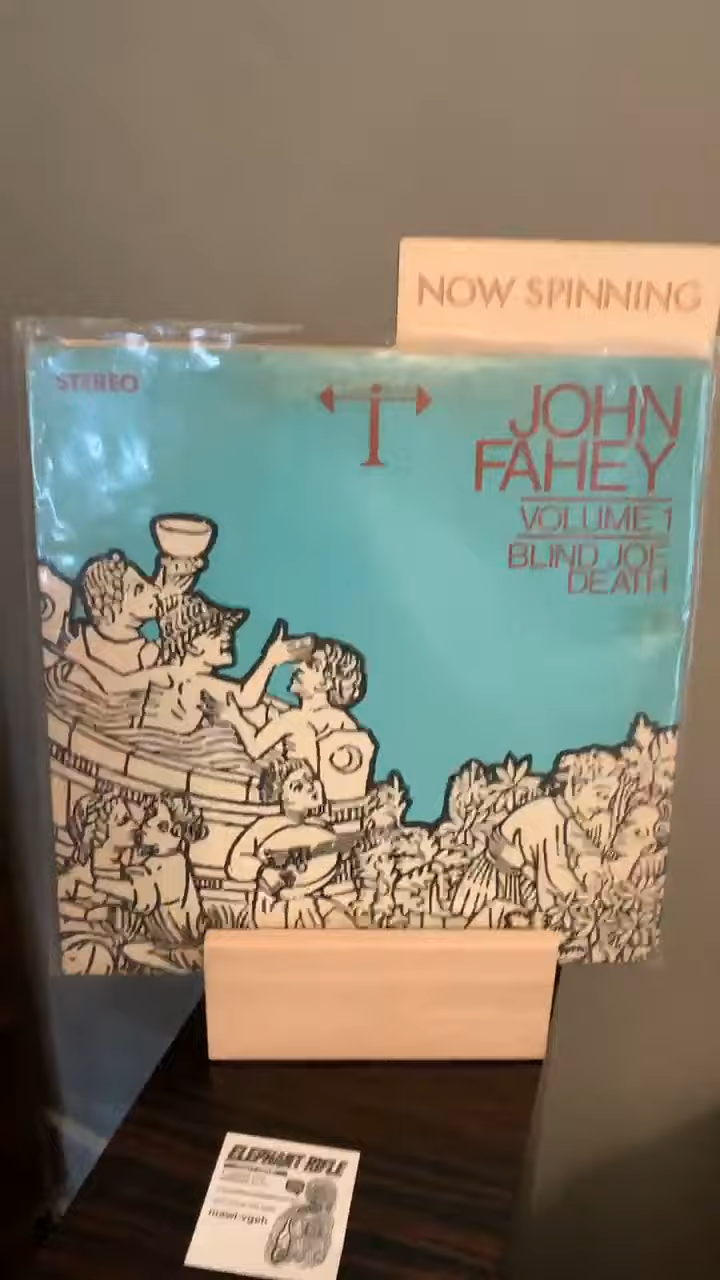 NOW SPINNING
STEREO
JOHN
FAHEY
VOLUME 1
BLIND JOE
DEATH
ELEPHANT RIFLE